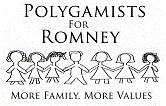 POLYGAMISTS
FOR
ROMNEY
MORE FAMILY. MORE VALUES